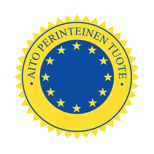 · AITO PERINTEINEN TUOTE ·